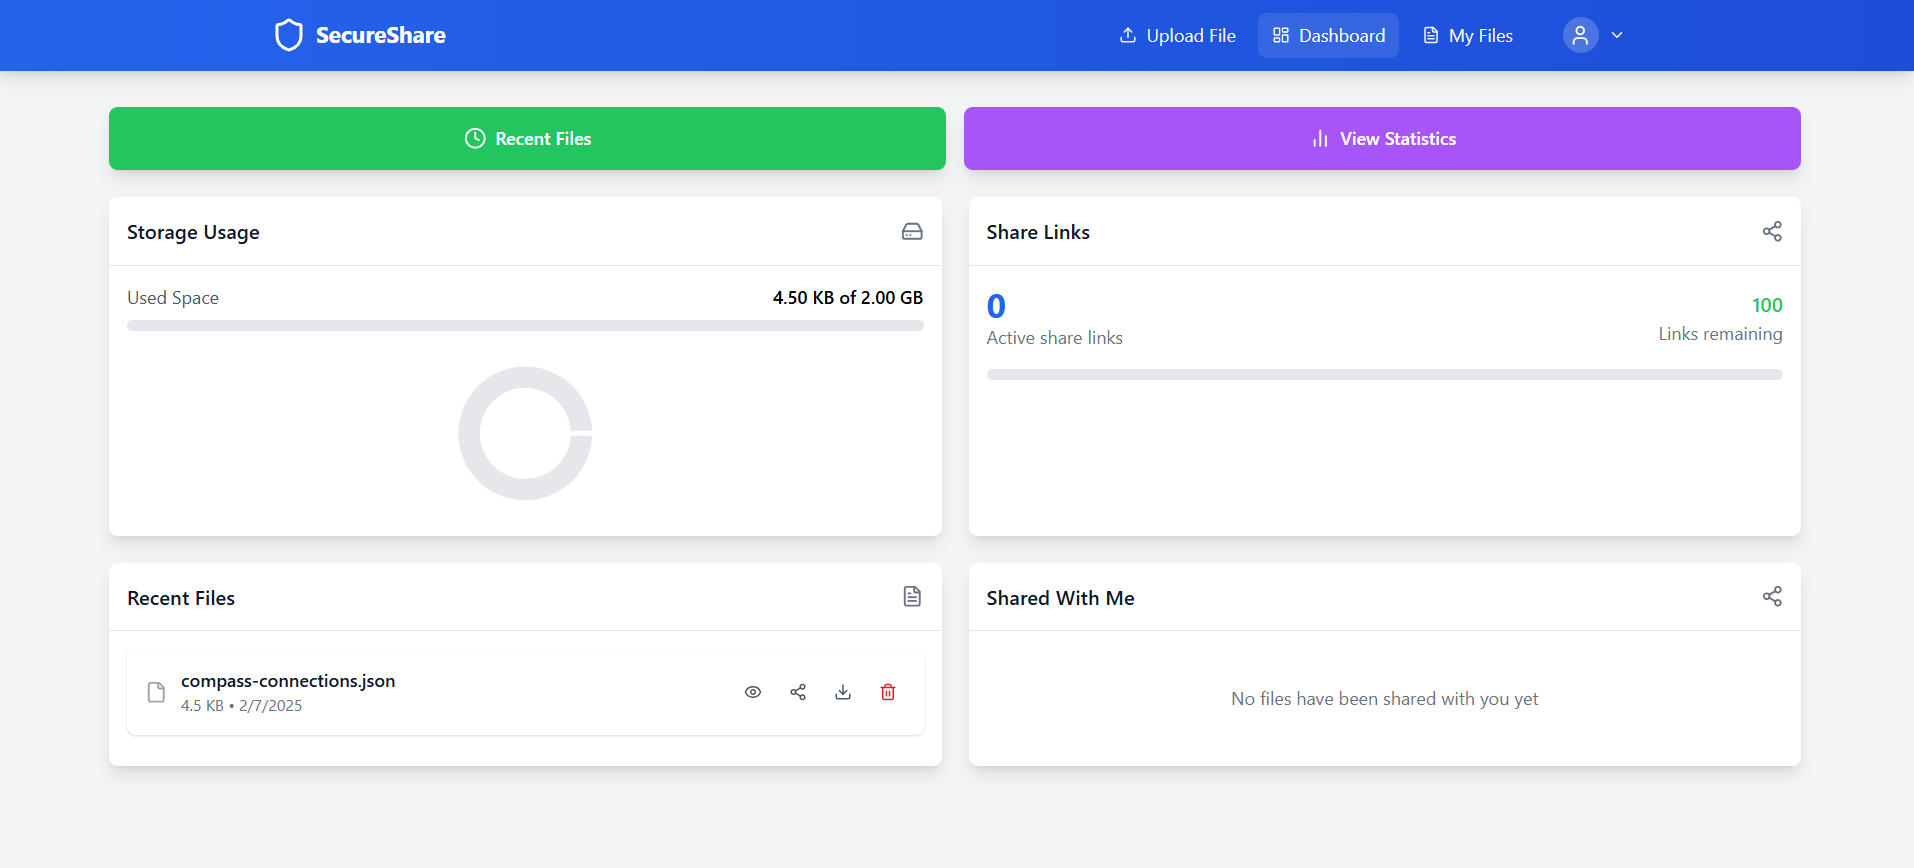 SecureShare
Upload File
Dashboard
My Files
Recent Files
View Statistics
Storage Usage
Used Space
4.50 KB of 2.00 GB
Share Links
0
Active share links
100
Links remaining
Recent Files
compass-connections.json
4.5 KB • 2/7/2025
Shared With Me
No files have been shared with you yet